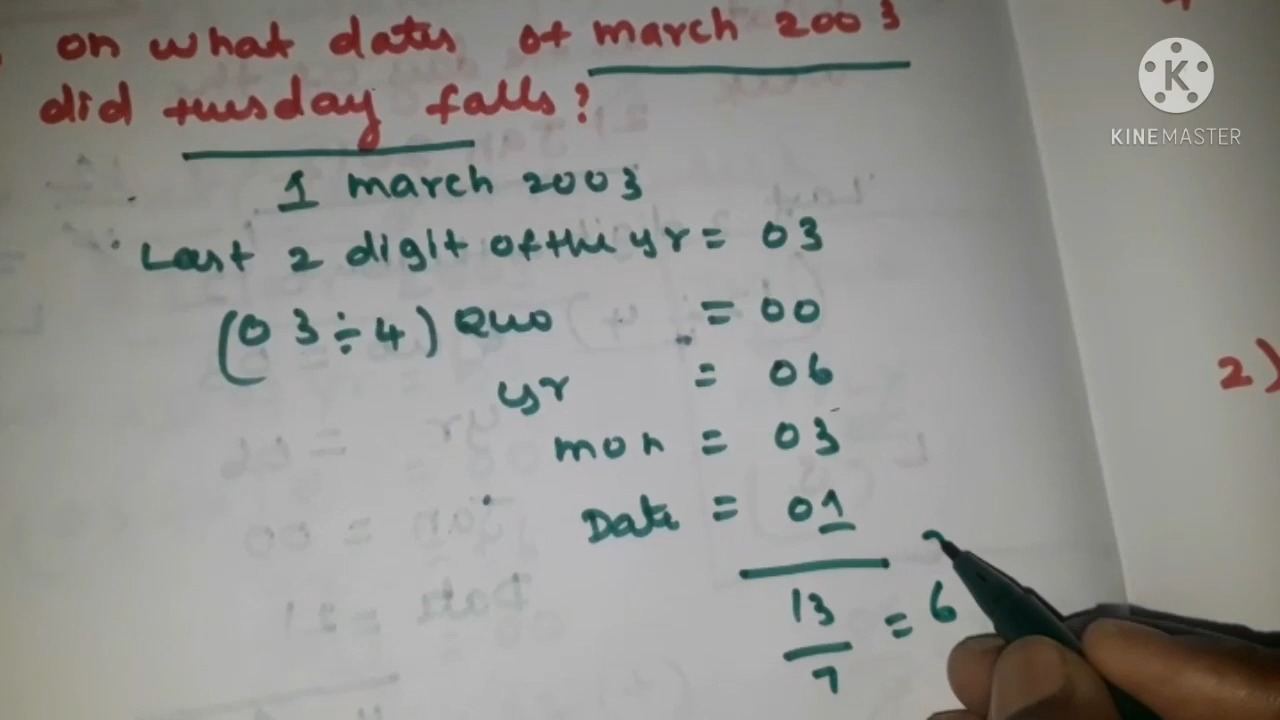 on what dates of march 2003
did tuesday falls?
1 march 2003
Last 2 digit of the yr = 03
(03÷4) Quo = 00
yr = 06
mon = 03
Date = 01
13
7
= 6
2)
KINEMASTER